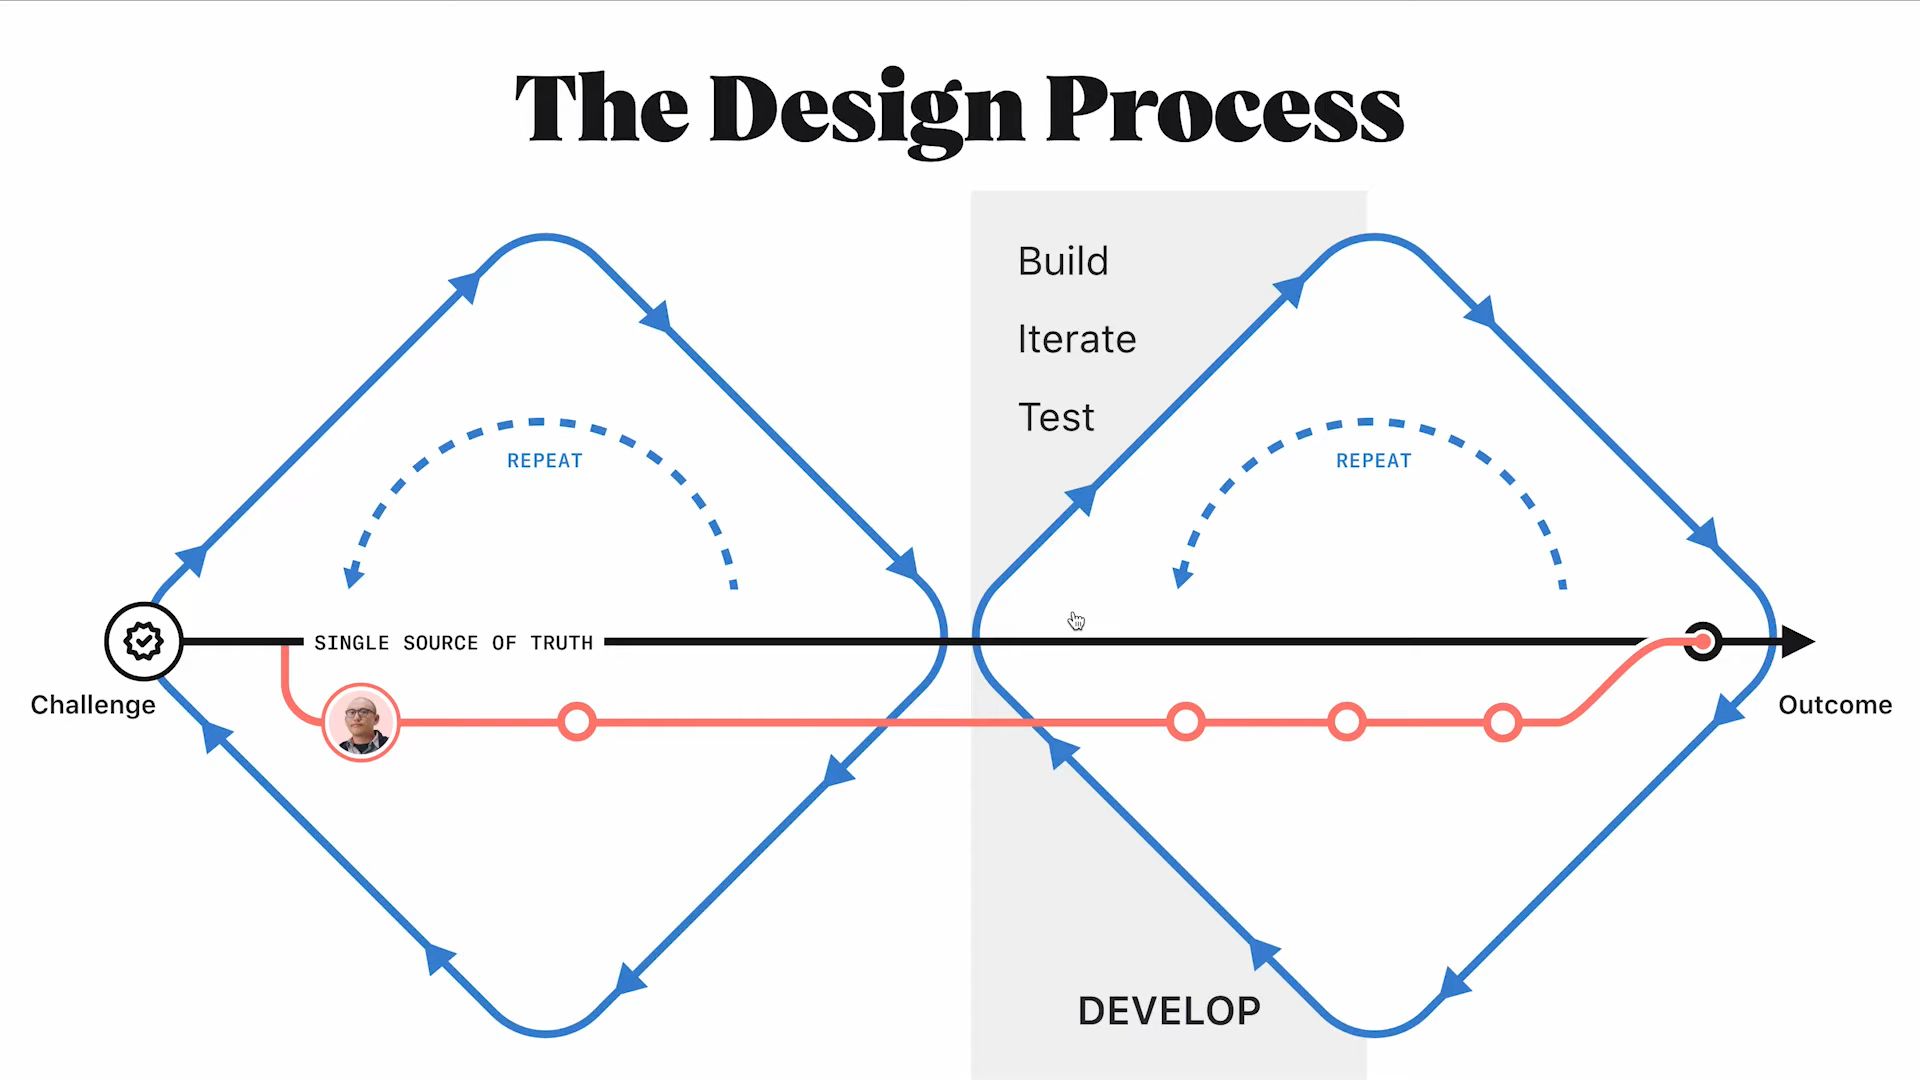 The Design Process
Build
Iterate
Test
REPEAT
REPEAT
SINGLE SOURCE OF TRUTH
Challenge
Outcome
DEVELOP